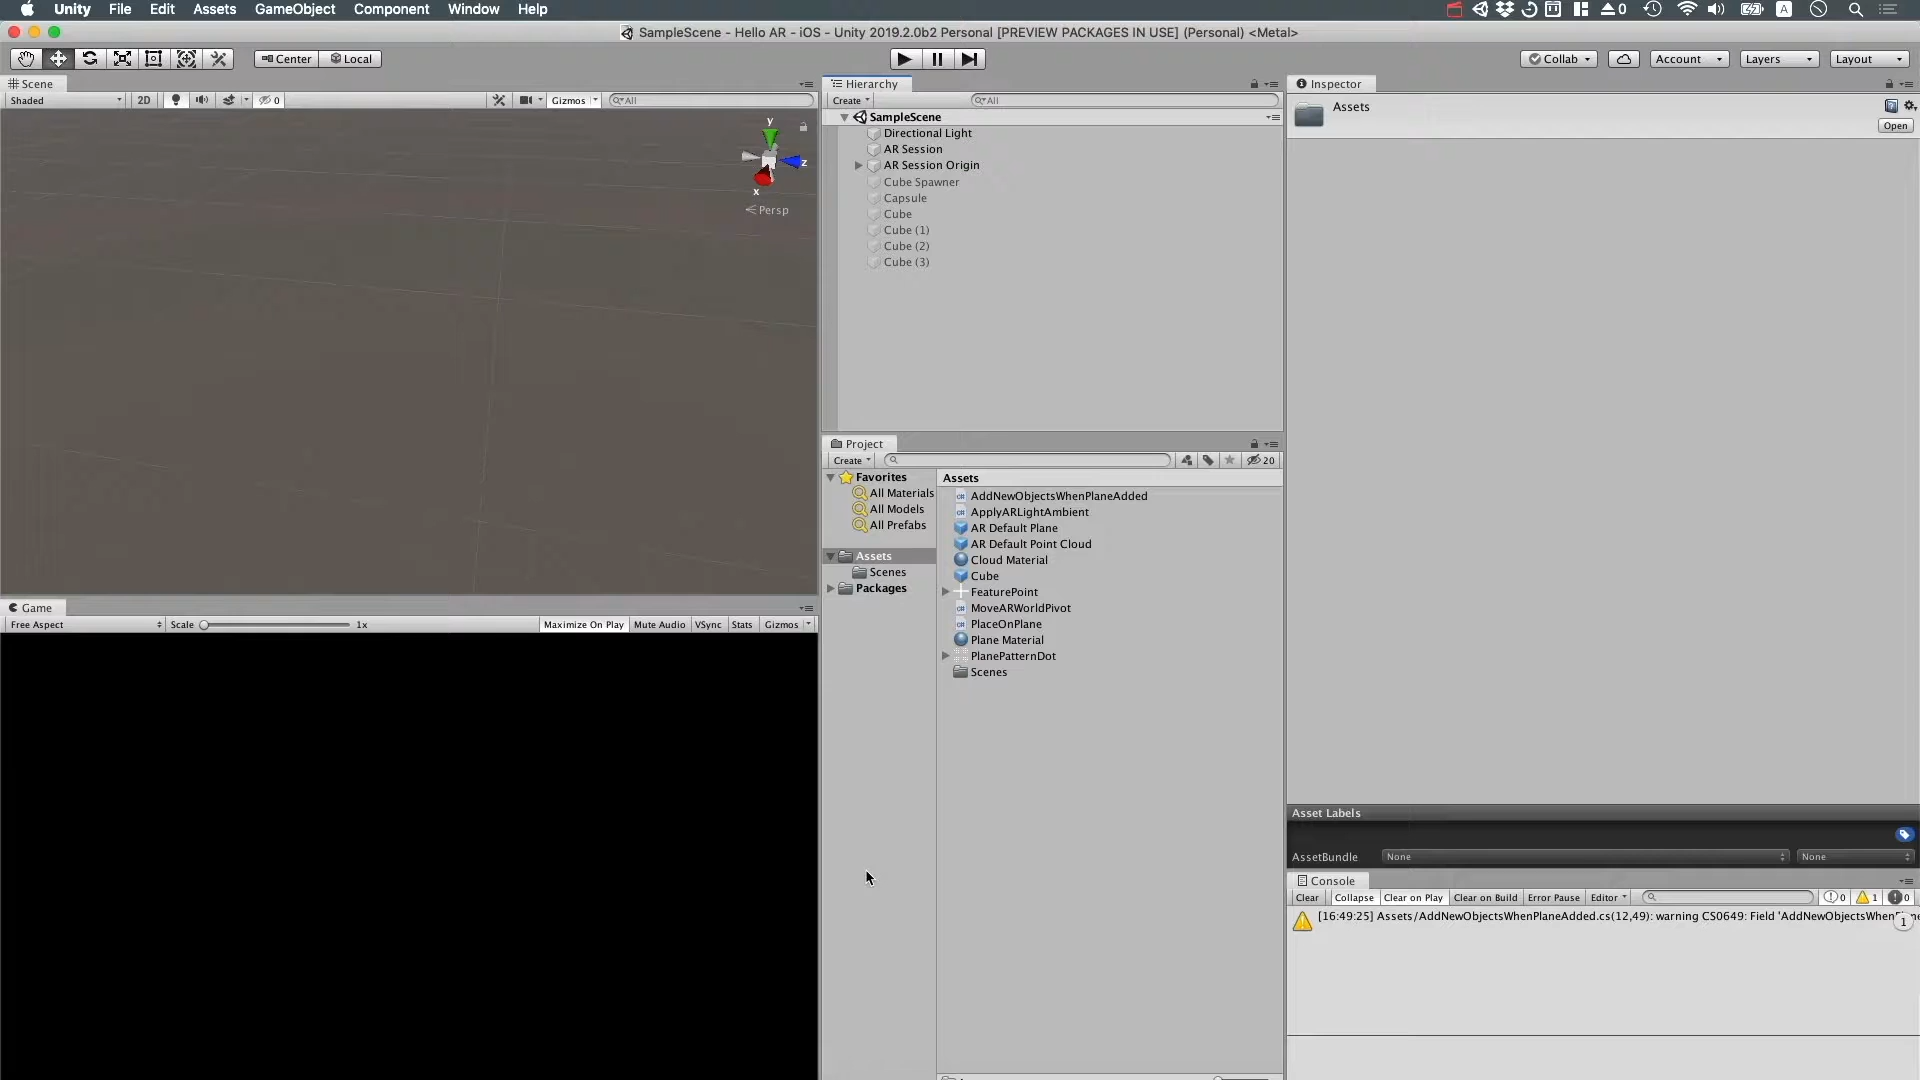 Unity File Edit Assets GameObject Component Window Help 0 A
SampleScene - Hello AR - iOS - Unity 2019.2.0b2 Personal [PREVIEW PACKAGES IN USE] (Personal) <Metal>
Center Local Collab Account Layers Layout
Scene
Shaded 2D 0 Gizmos All
y
z
x
Persp
Game
Free Aspect Scale 1x Maximize On Play Mute Audio VSync Stats Gizmos
Hierarchy
Create All
SampleScene
Directional Light
AR Session
AR Session Origin
Cube Spawner
Capsule
Cube
Cube (1)
Cube (2)
Cube (3)
Project
Create 20
Favorites
All Materials
All Models
All Prefabs
Assets
Scenes
Packages
Assets
AddNewObjectsWhenPlaneAdded
ApplyARLightAmbient
AR Default Plane
AR Default Point Cloud
Cloud Material
Cube
FeaturePoint
MoveARWorldPivot
PlaceOnPlane
Plane Material
PlanePatternDot
Scenes
Inspector
Assets
Open
Asset Labels
AssetBundle None None
Console
Clear Collapse Clear on Play Clear on Build Error Pause Editor 0 1 0
[16:49:25] Assets/AddNewObjectsWhenPlaneAdded.cs(12,49): warning CS0649: Field 'AddNewObjectsWhen
1